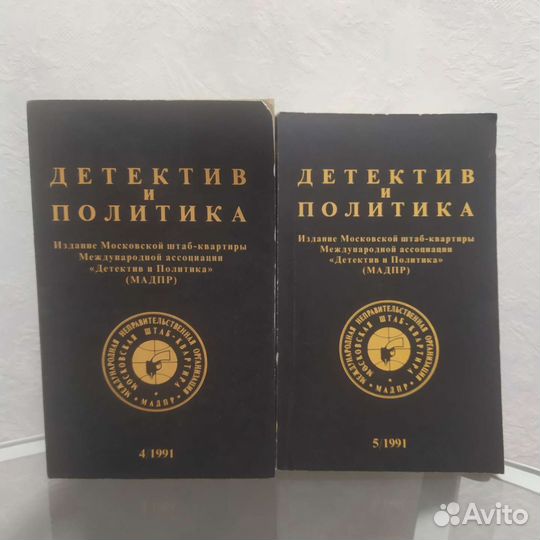 ДЕТЕКТИВ
И
ПОЛИТИКА
Издание Московской штаб-квартиры
Международной ассоциации
«Детектив и Политика»
(МАДПР)
МЕЖДУНАРОДНАЯ НЕПРАВИТЕЛЬСТВЕННАЯ ОРГАНИЗАЦИЯ
МОСКОВСКАЯ ШТАБ-КВАРТИРА
МАДПР
4/1991
ДЕТЕКТИВ
И
ПОЛИТИКА
Издание Московской штаб-квартиры
Международной ассоциации
«Детектив и Политика»
(МАДПР)
МЕЖДУНАРОДНАЯ НЕПРАВИТЕЛЬСТВЕННАЯ ОРГАНИЗАЦИЯ
МОСКОВСКАЯ ШТАБ-КВАРТИРА
МАДПР
5/1991
Avito